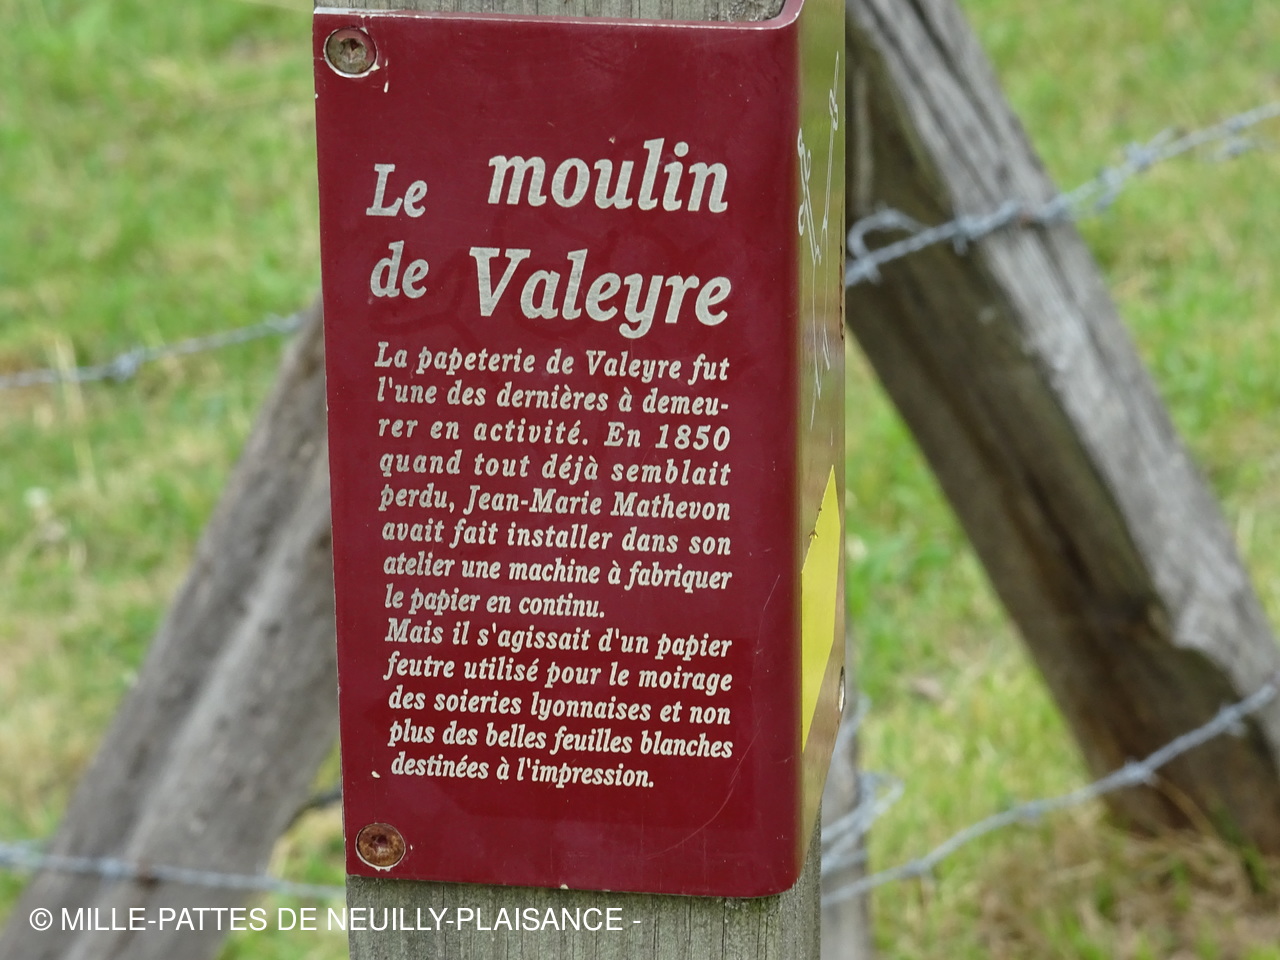 Le moulin
de Valeyre
La papeterie de Valeyre fut
l'une des dernières à demeu-
rer en activité. En 1850
quand tout déjà semblait
perdu, Jean-Marie Mathevon
avait fait installer dans son
atelier une machine à fabriquer
le papier en continu.
Mais il s'agissait d'un papier
feutre utilisé pour le moirage
des soieries lyonnaises et non
plus des belles feuilles blanches
destinées à l'impression.
© MILLE-PATTES DE NEUILLY-PLAISANCE -